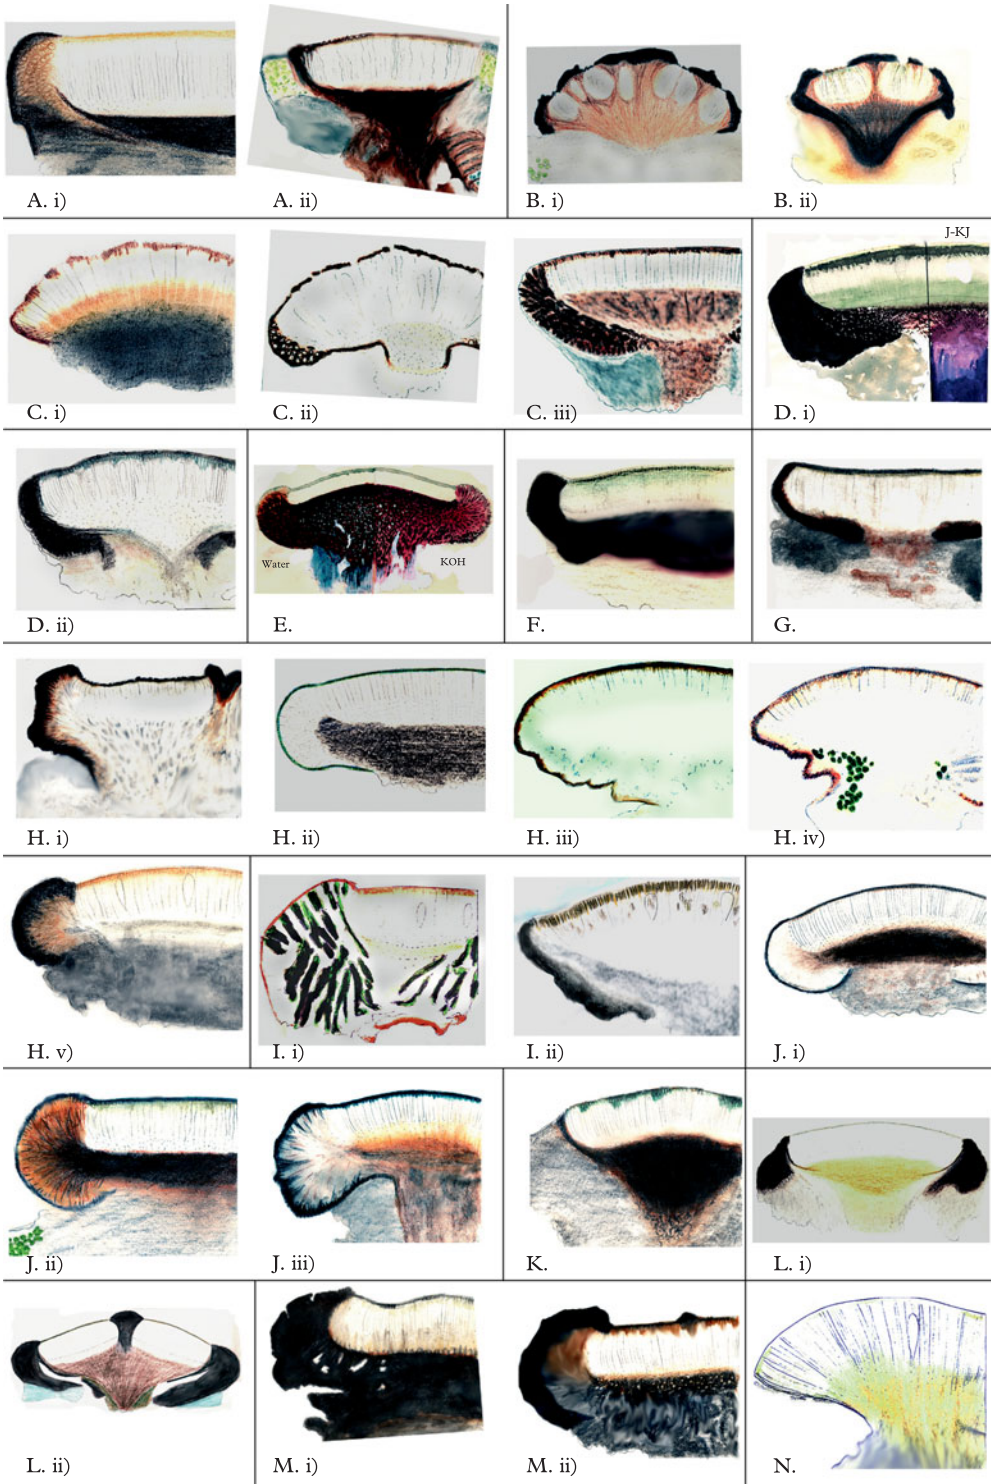 A. i)
A. ii)
B. i)
B. ii)
J-KJ
C. i)
C. ii)
C. iii)
D. i)
Water
KOH
D. ii)
E.
F.
G.
H. i)
H. ii)
H. iii)
H. iv)
H. v)
I. i)
I. ii)
J. i)
J. ii)
J. iii)
K.
L. i)
L. ii)
M. i)
M. ii)
N.